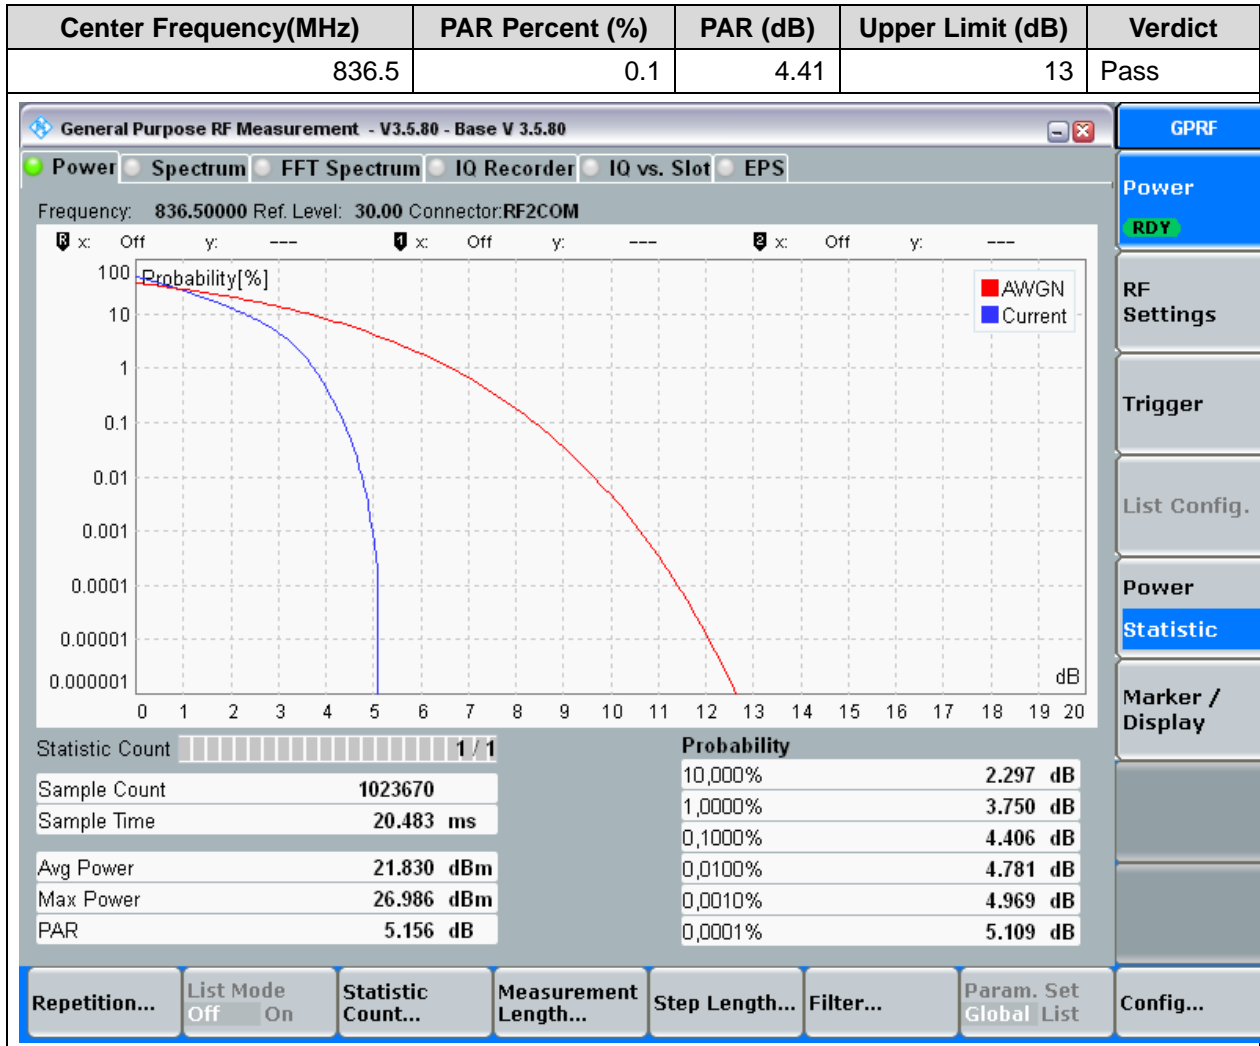 Center Frequency(MHz) PAR Percent (%) PAR (dB) Upper Limit (dB) Verdict
836.5 0.1 4.41 13 Pass
General Purpose RF Measurement - V3.5.80 - Base V 3.5.80
GPRF
Power Spectrum FFT Spectrum IQ Recorder IQ vs. Slot EPS
Power
RDY
Frequency: 836.50000 Ref. Level: 30.00 Connector:RF2COM
R x: Off y: --- 1 x: Off y: --- 2 x: Off y: ---
Probability[%]
100
10
1
0.1
0.01
0.001
0.0001
0.00001
0.000001
AWGN
Current
dB
0 1 2 3 4 5 6 7 8 9 10 11 12 13 14 15 16 17 18 19 20
RF
Settings
Trigger
List Config.
Power
Statistic
Marker /
Display
Statistic Count 1 / 1
Sample Count 1023670
Sample Time 20.483 ms
Avg Power 21.830 dBm
Max Power 26.986 dBm
PAR 5.156 dB
Probability
10,000% 2.297 dB
1,0000% 3.750 dB
0,1000% 4.406 dB
0,0100% 4.781 dB
0,0010% 4.969 dB
0,0001% 5.109 dB
Repetition...
List Mode
Off On
Statistic
Count...
Measurement
Length...
Step Length...
Filter...
Param. Set
Global List
Config...